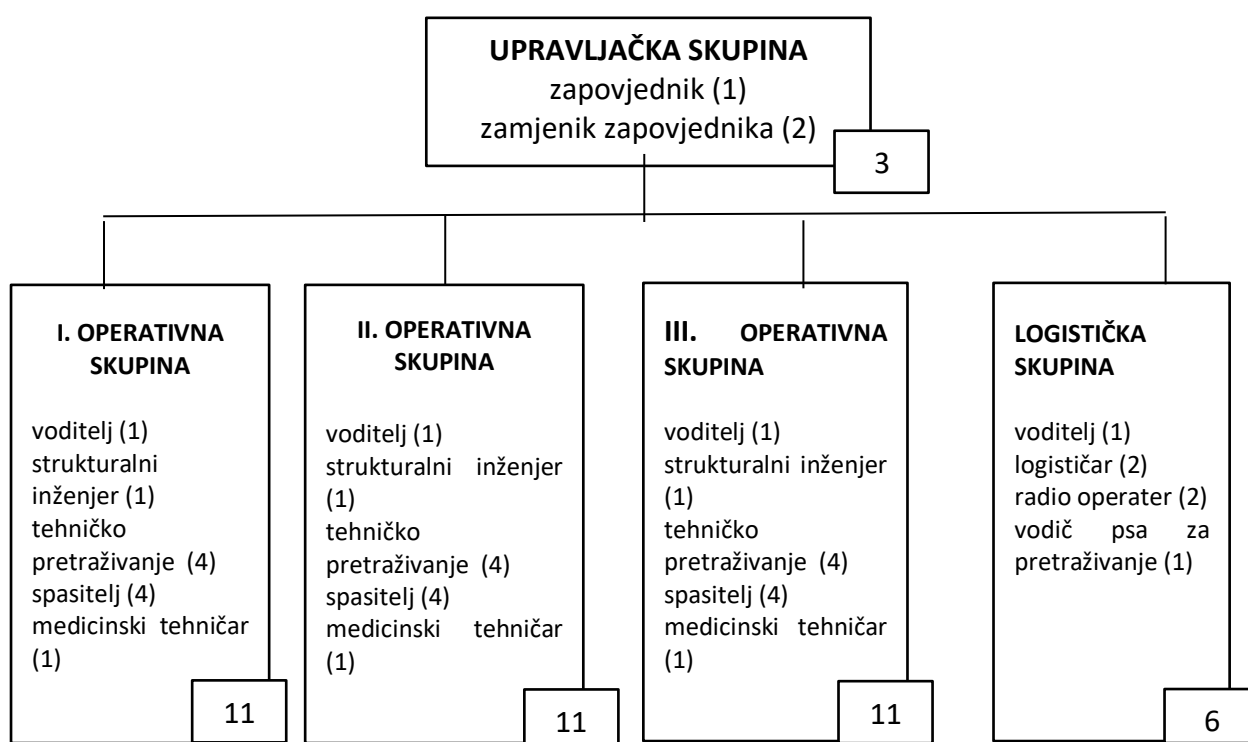 UPRAVLJAČKA SKUPINA
zapovjednik (1)
zamjenik zapovjednika (2)
3
I. OPERATIVNA
SKUPINA
voditelj (1)
strukturalni
inženjer (1)
tehničko
pretraživanje (4)
spasitelj (4)
medicinski tehničar
(1)
11
II. OPERATIVNA
SKUPINA
voditelj (1)
strukturalni inženjer
(1)
tehničko
pretraživanje (4)
spasitelj (4)
medicinski tehničar
(1)
11
III. OPERATIVNA
SKUPINA
voditelj (1)
strukturalni inženjer
(1)
tehničko
pretraživanje (4)
spasitelj (4)
medicinski tehničar
(1)
11
LOGISTIČKA
SKUPINA
voditelj (1)
logističar (2)
radio operater (2)
vodič psa za
pretraživanje (1)
6